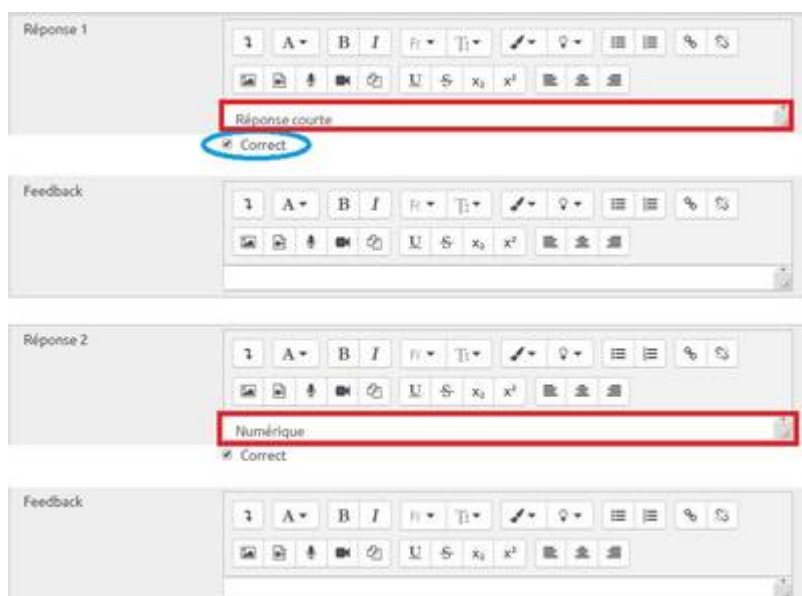 Réponse 1
Réponse courte
Correct
Feedback
Réponse 2
Numérique
Correct
Feedback